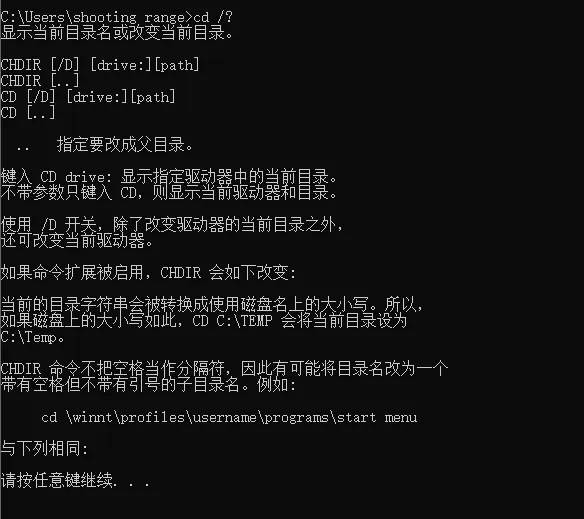 C:\Users\shooting range>cd /?
显示当前目录名或改变当前目录。
CHDIR [/D] [drive:][path]
CHDIR [..]
CD [/D] [drive:][path]
CD [..]
.. 指定要改成父目录。
键入 CD drive: 显示指定驱动器中的当前目录。
不带参数只键入 CD，则显示当前驱动器和目录。
使用 /D 开关，除了改变驱动器的当前目录之外，
还可改变当前驱动器。
如果命令扩展被启用，CHDIR 会如下改变:
当前的目录字符串会被转换成使用磁盘名上的大小写。所以，
如果磁盘上的大小写如此，CD C:\TEMP 会将当前目录设为
C:\Temp。
CHDIR 命令不把空格当作分隔符，因此有可能将目录名改为一个
带有空格但不带有引号的子目录名。例如:
cd \winnt\profiles\username\programs\start menu
与下列相同:
请按任意键继续. . .